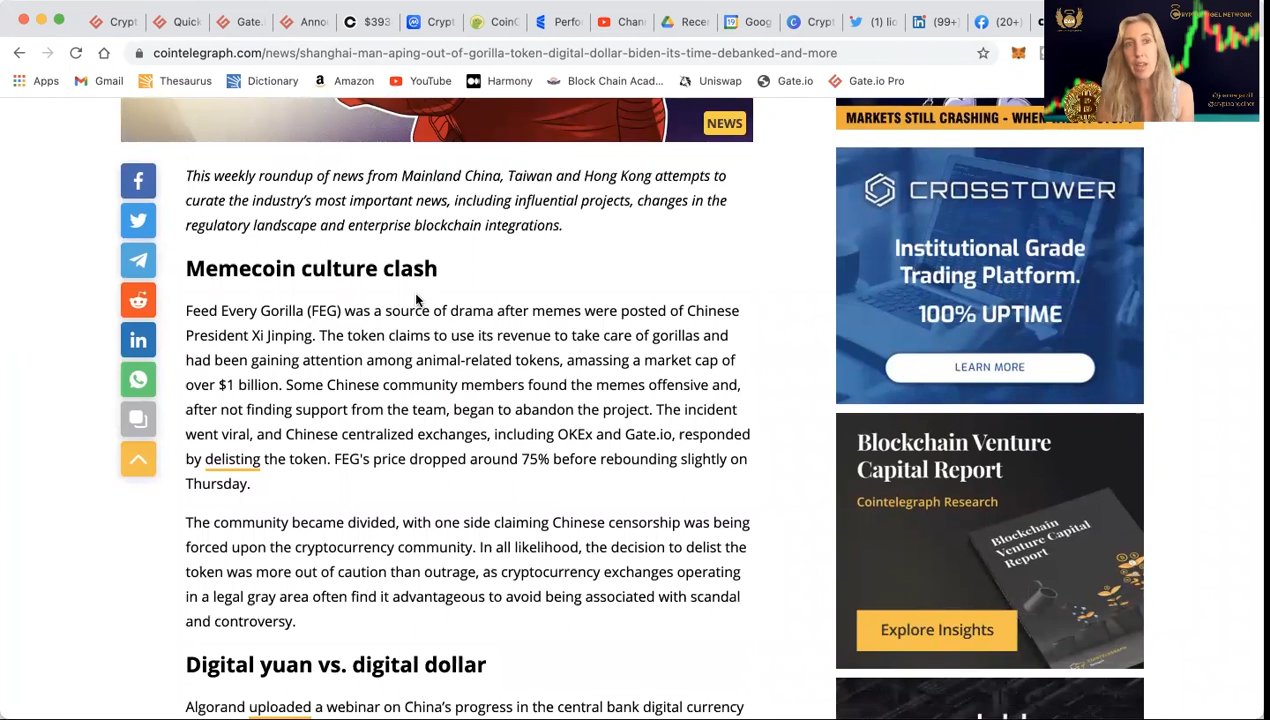 Crypt
Quick
Gate.
Anno
$393
Cryp
CoinC
Perfo
Chan
Recer
Goog
Crypt
(1) lio
(99+)
(20+)
cointelegraph.com/news/shanghai-man-aping-out-of-gorilla-token-digital-dollar-biden-its-time-debanked-and-more
Apps
Gmail
Thesaurus
Dictionary
Amazon
YouTube
Harmony
Block Chain Acad...
Uniswap
Gate.io
Gate.io Pro
NEWS
MARKETS STILL CRASHING - WHEN
This weekly roundup of news from Mainland China, Taiwan and Hong Kong attempts to
curate the industry's most important news, including influential projects, changes in the
regulatory landscape and enterprise blockchain integrations.
Memecoin culture clash
Feed Every Gorilla (FEG) was a source of drama after memes were posted of Chinese
President Xi Jinping. The token claims to use its revenue to take care of gorillas and
had been gaining attention among animal-related tokens, amassing a market cap of
over $1 billion. Some Chinese community members found the memes offensive and,
after not finding support from the team, began to abandon the project. The incident
went viral, and Chinese centralized exchanges, including OKEx and Gate.io, responded
by delisting the token. FEG's price dropped around 75% before rebounding slightly on
Thursday.
The community became divided, with one side claiming Chinese censorship was being
forced upon the cryptocurrency community. In all likelihood, the decision to delist the
token was more out of caution than outrage, as cryptocurrency exchanges operating
in a legal gray area often find it advantageous to avoid being associated with scandal
and controversy.
Digital yuan vs. digital dollar
Algorand uploaded a webinar on China's progress in the central bank digital currency
CROSSTOWER
Institutional Grade
Trading Platform.
100% UPTIME
LEARN MORE
Blockchain Venture
Capital Report
Cointelegraph Research
Blockchain
Venture Capital
Report
Explore Insights